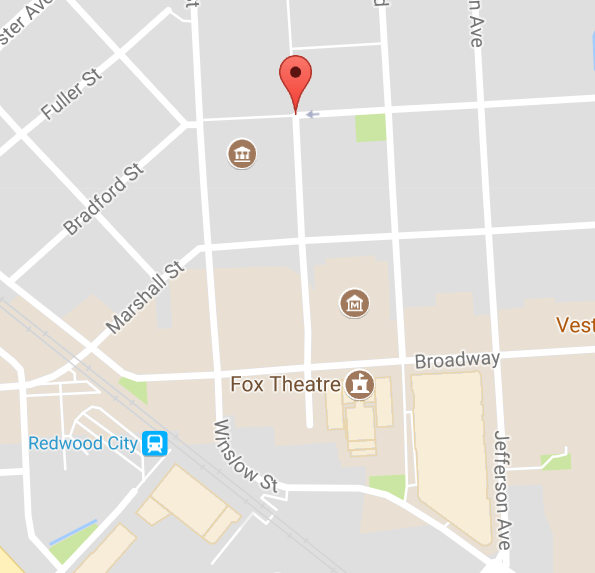 Fuller St
Bradford St
Marshall St
Broadway
Fox Theatre
Redwood City
Winslow St
Jefferson Ave